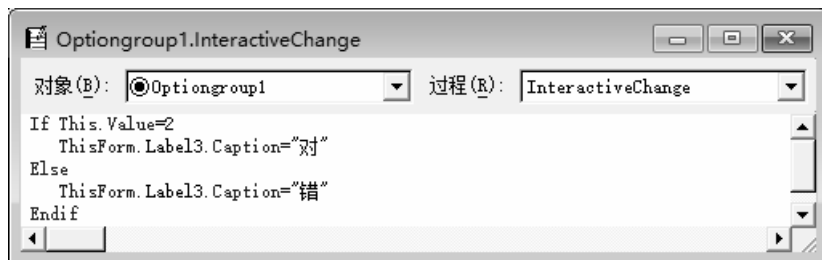 Optiongroup1.InteractiveChange
对象(B): Optiongroup1 过程(R): InteractiveChange
If This.Value=2
ThisForm.Label3.Caption="对"
Else
ThisForm.Label3.Caption="错"
Endif